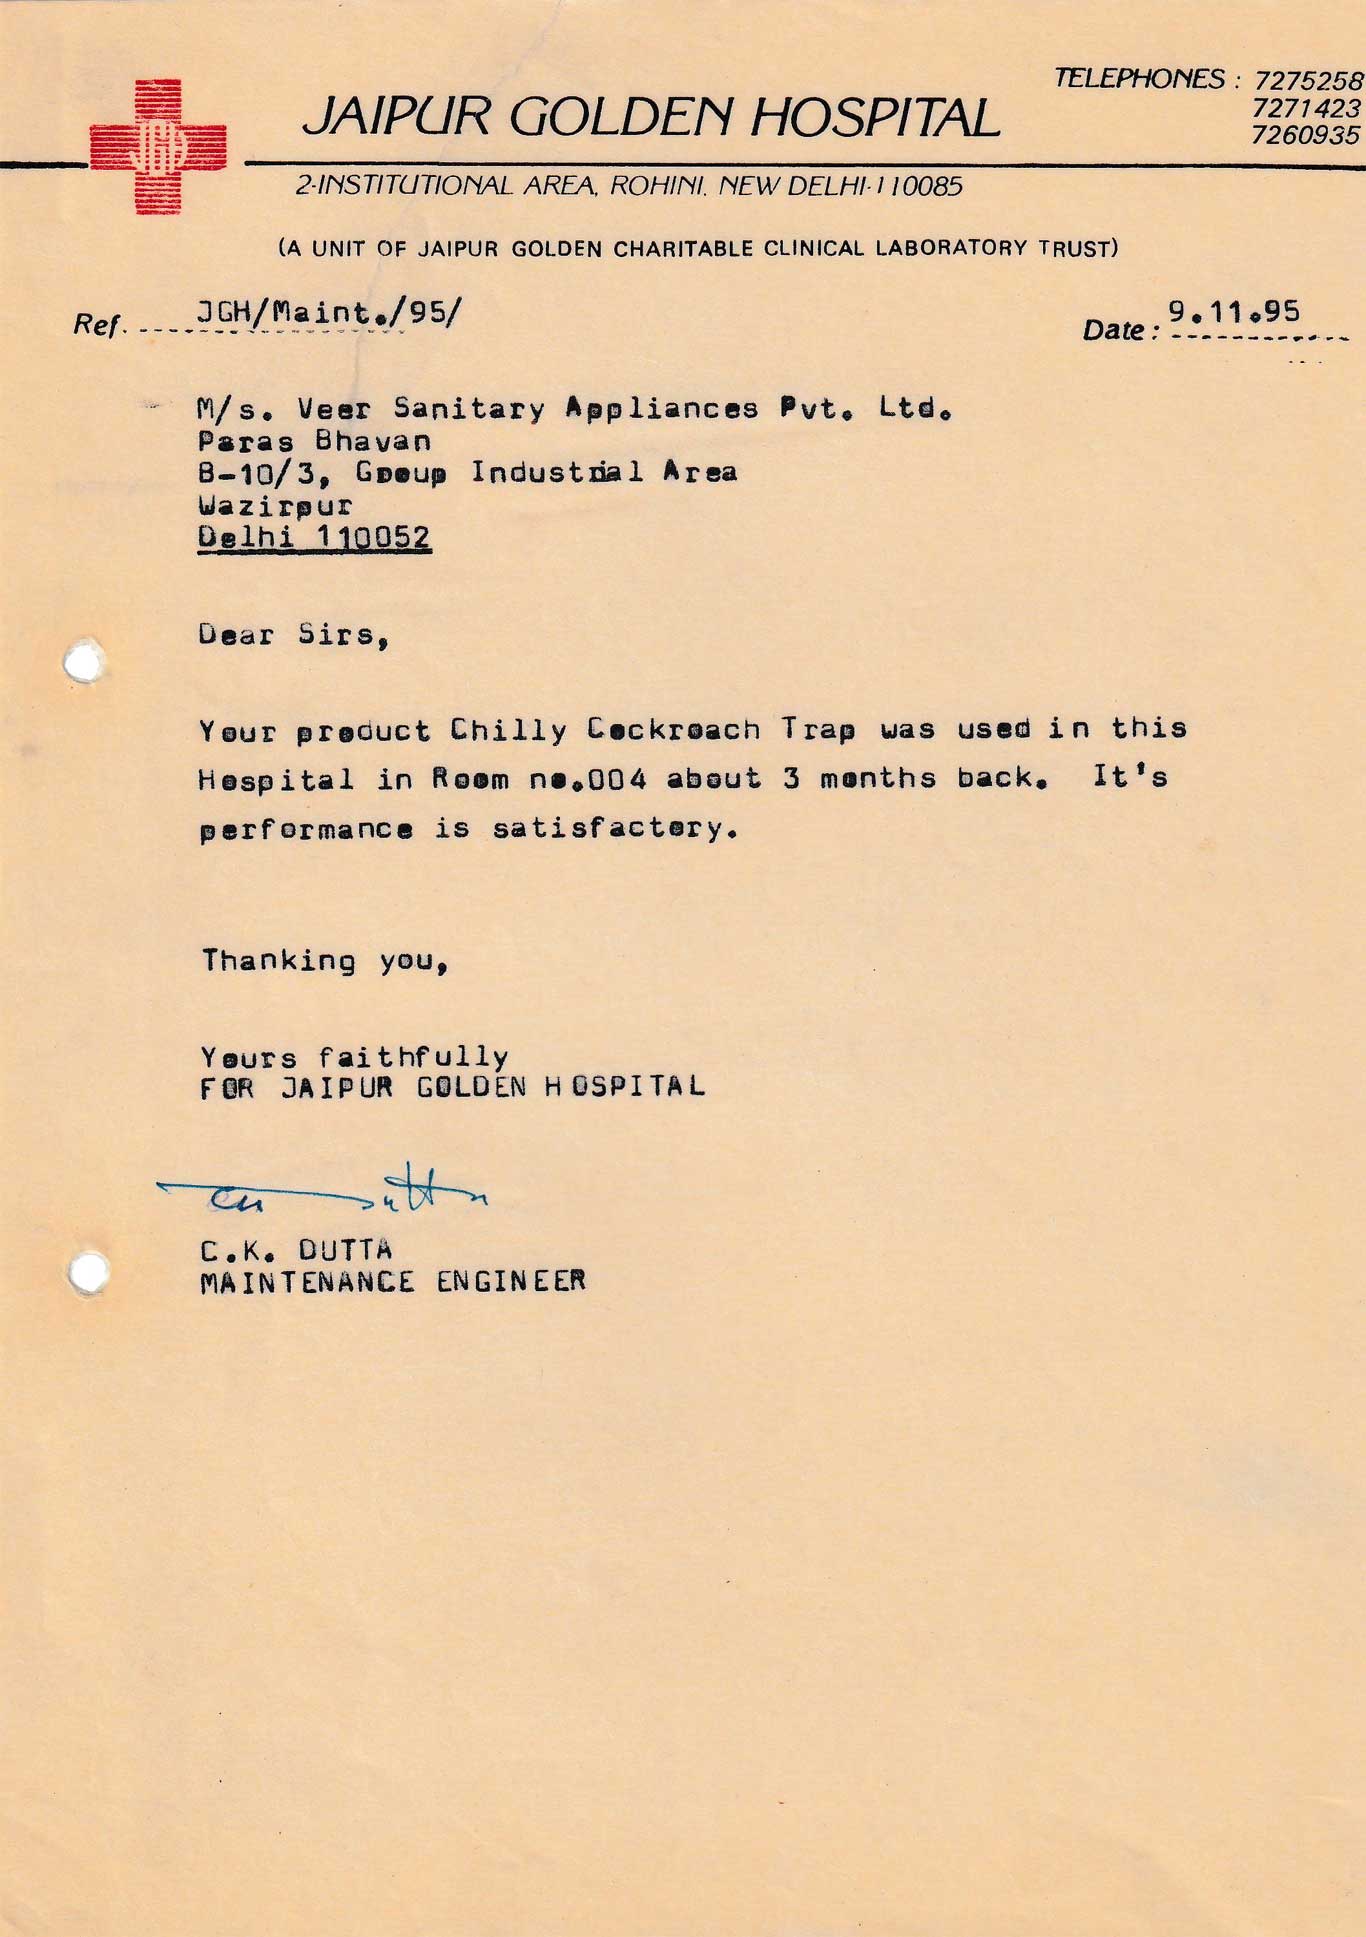 TELEPHONES : 7275258
7271423
7260935
JGH
JAIPUR GOLDEN HOSPITAL
2-INSTITUTIONAL AREA, ROHINI. NEW DELHI-110085
(A UNIT OF JAIPUR GOLDEN CHARITABLE CLINICAL LABORATORY TRUST)
Ref. JGH/Maint./95/
Date : 9.11.95
M/s. Veer Sanitary Appliances Pvt. Ltd.
Paras Bhavan
B-10/3, Group Industrial Area
Wazirpur
Delhi 110052
Dear Sirs,
Your product Chilly Cockroach Trap was used in this
Hospital in Room no.004 about 3 months back. It's
performance is satisfactory.
Thanking you,
Yours faithfully
FOR JAIPUR GOLDEN HOSPITAL
C.K. DUTTA
MAINTENANCE ENGINEER